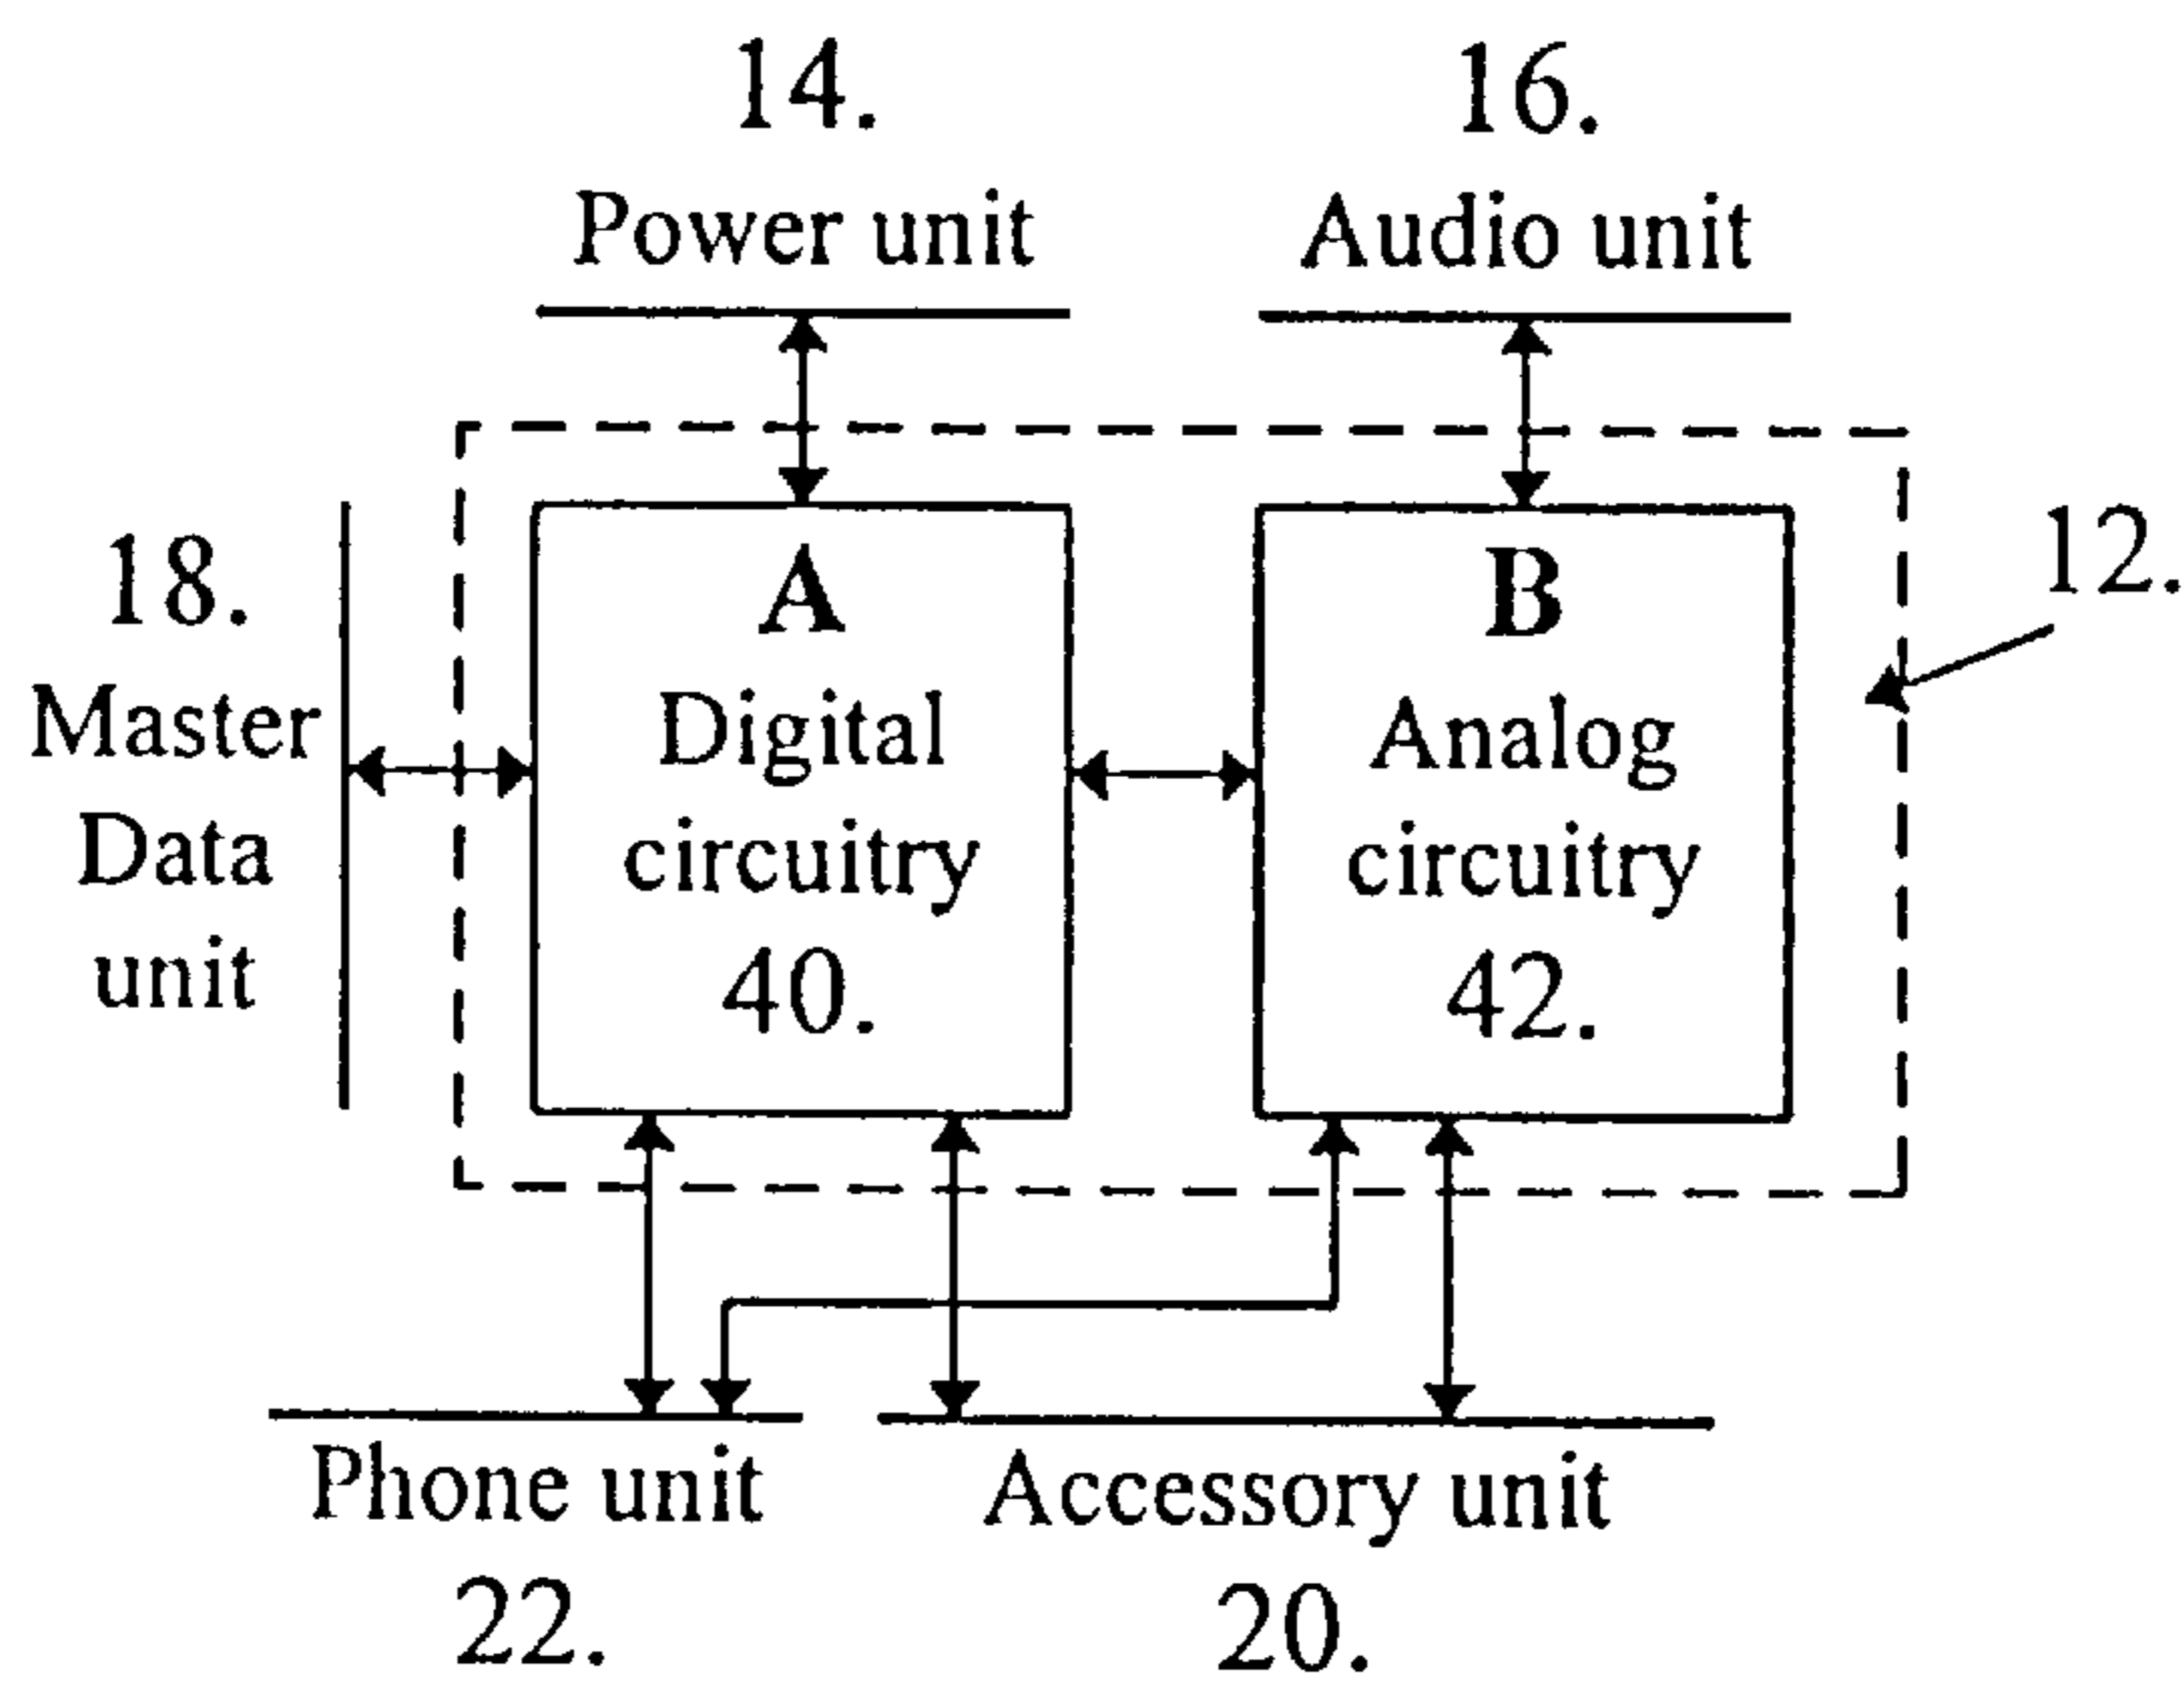 14.
Power unit
16.
Audio unit
18.
Master
Data
unit
A
Digital
circuitry
40.
B
Analog
circuitry
42.
12.
Phone unit
22.
Accessory unit
20.